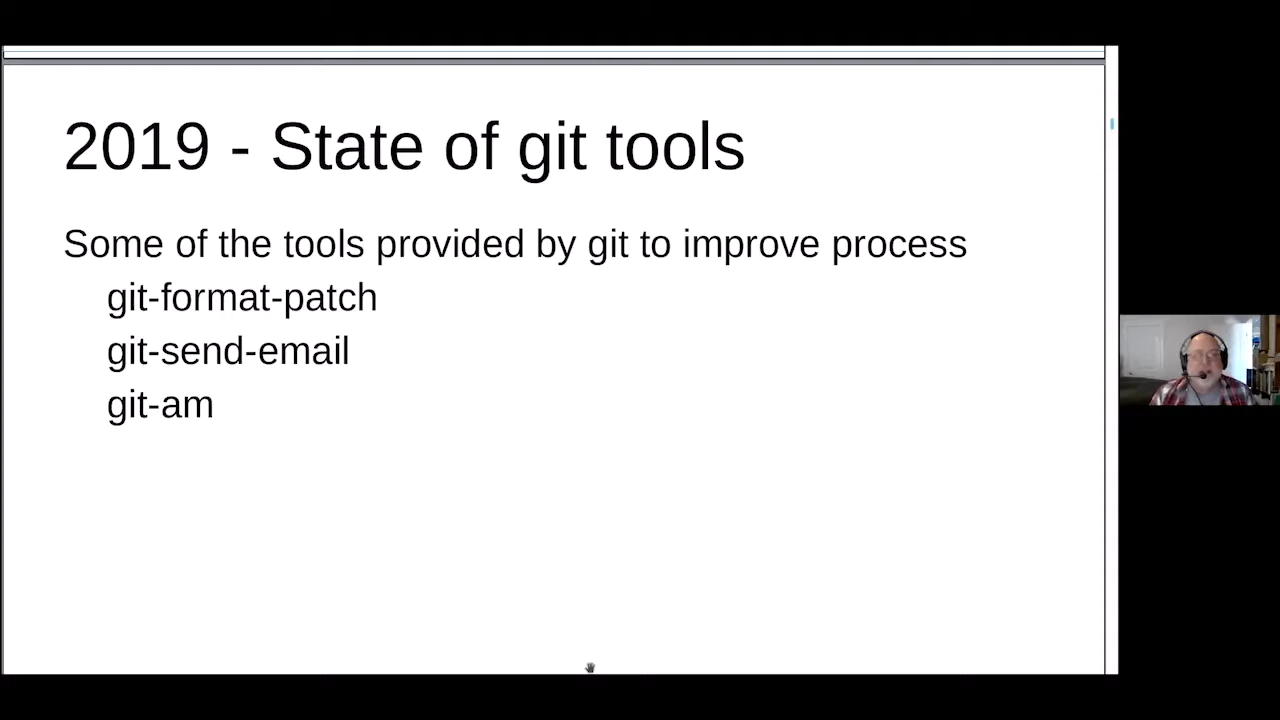 2019 - State of git tools
Some of the tools provided by git to improve process
git-format-patch
git-send-email
git-am